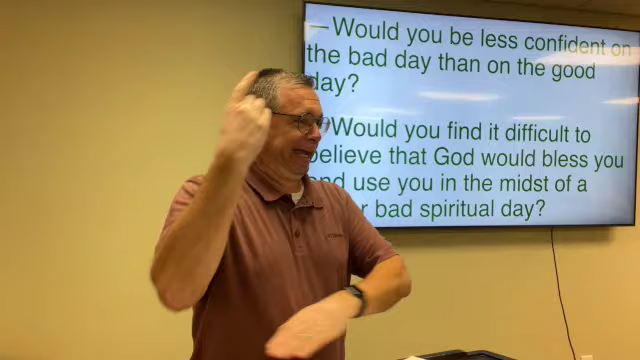 —Would you be less confident on
the bad day than on the good
day?
Would you find it difficult to
believe that God would bless you
and use you in the midst of a
bad spiritual day?